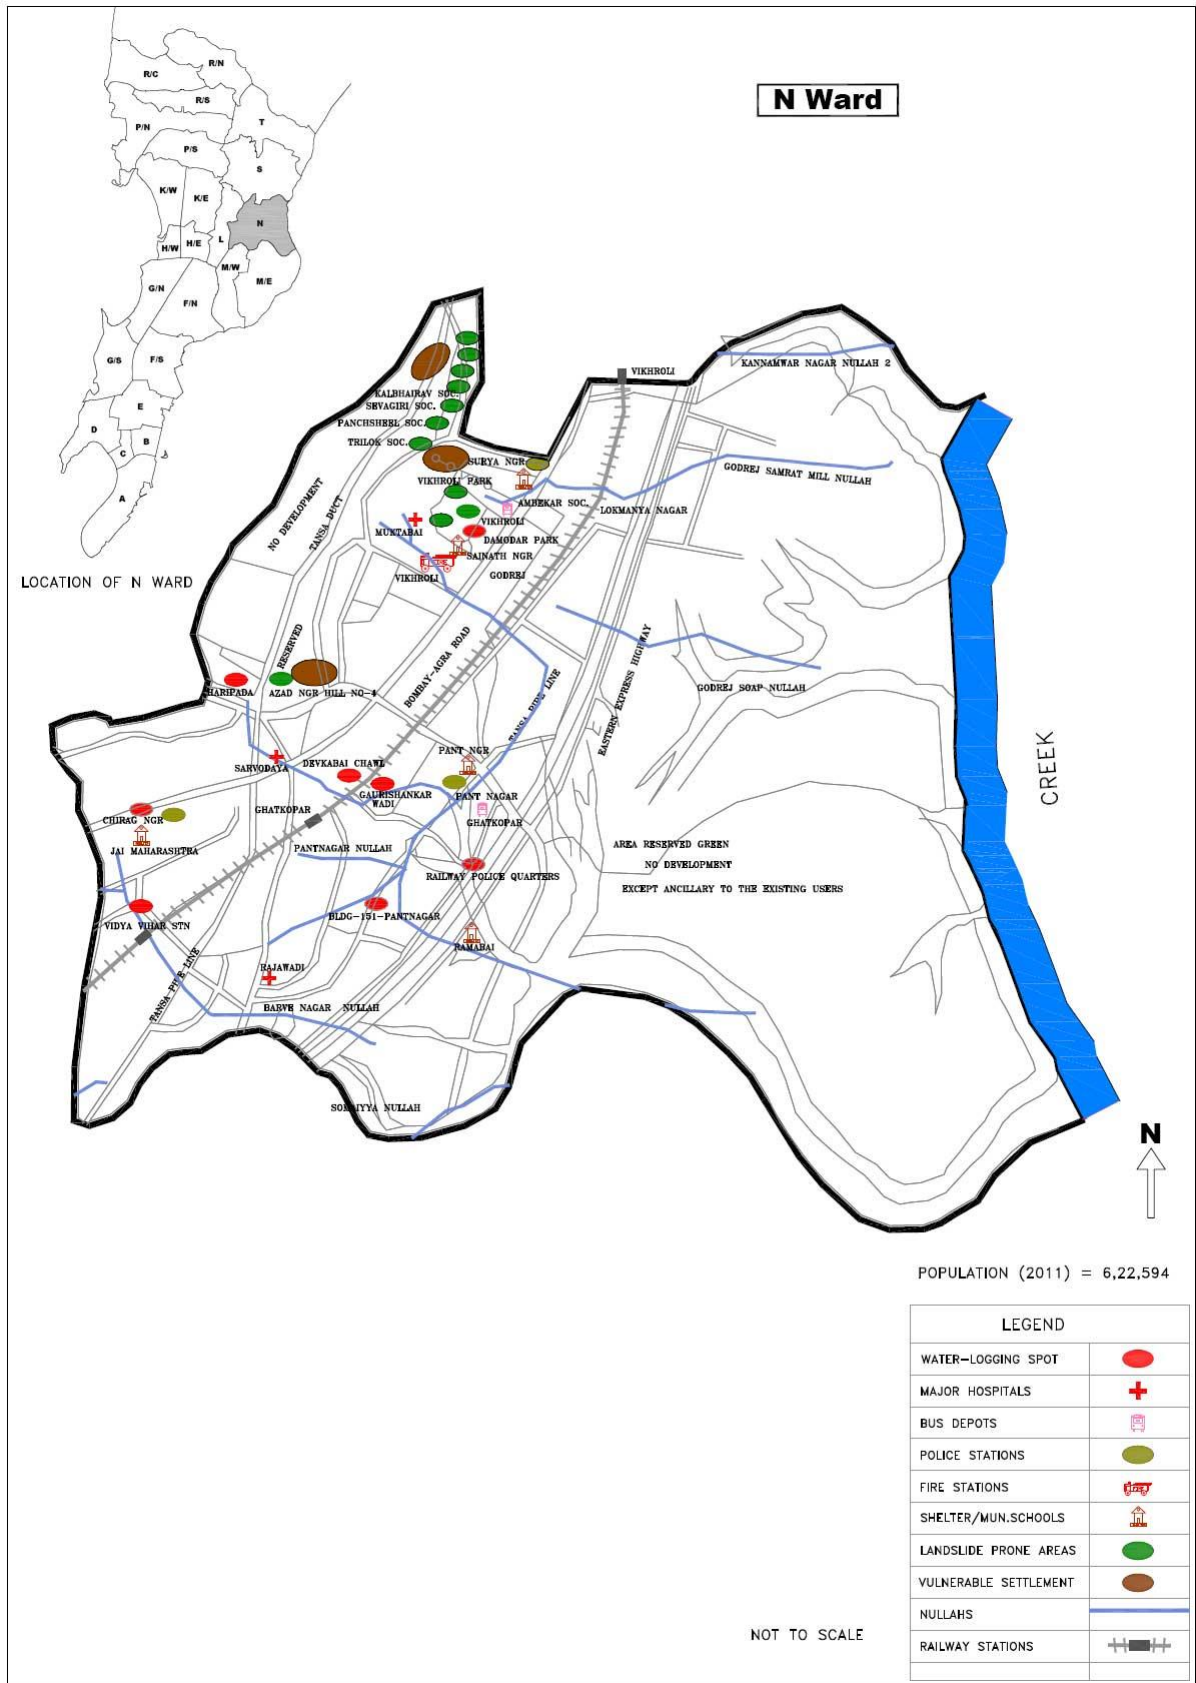 N Ward
R/N
R/C
R/S
T
P/N
P/S
S
K/W
K/E
N
L
H/W
H/E
M/W
M/E
G/N
F/N
G/S
F/S
E
D
B
C
A
LOCATION OF N WARD
VIKHROLI
KANNAMWAR NAGAR NULLAH 2
KALBHAIRAV SOC.
SEVAGIRI SOC.
PANCHSHEEL SOC.
TRILOK SOC.
SURYA NGR
GODREJ SAMRAT MILL NULLAH
VIKHROLI PARK
NO DEVELOPMENT
TANSA DUCT
AMBEKAR SOC.
LOKMANYA NAGAR
VIKHROLI
MUKTABAI
DAMODAR PARK
SAINATH NGR
VIKHROLI
GODREJ
RESERVED
BOMBAY-AGRA ROAD
EASTERN EXPRESS HIGHWAY
TANSA PIPE LINE
HARIPADA
AZAD NGR HILL NO-4
GODREJ SOAP NULLAH
CREEK
PANT NGR
SARVODAYA
DEVKABAI CHAWL
GAURISHANKAR
WADI
PANT NAGAR
GHATKOPAR
GHATKOPAR
CHIRAG NGR
JAI MAHARASHTRA
PANTNAGAR NULLAH
AREA RESERVED GREEN
NO DEVELOPMENT
EXCEPT ANCILLARY TO THE EXISTING USERS
RAILWAY POLICE QUARTERS
BLDG-151-PANTNAGAR
VIDYA VIHAR STN
RAMABAI
RAJAWADI
TANSA PIPE LINE
BARVE NAGAR NULLAH
SOMAIYYA NULLAH
N
POPULATION (2011) = 6,22,594
LEGEND
WATER-LOGGING SPOT
MAJOR HOSPITALS
BUS DEPOTS
POLICE STATIONS
FIRE STATIONS
SHELTER/MUN.SCHOOLS
LANDSLIDE PRONE AREAS
VULNERABLE SETTLEMENT
NULLAHS
RAILWAY STATIONS
NOT TO SCALE